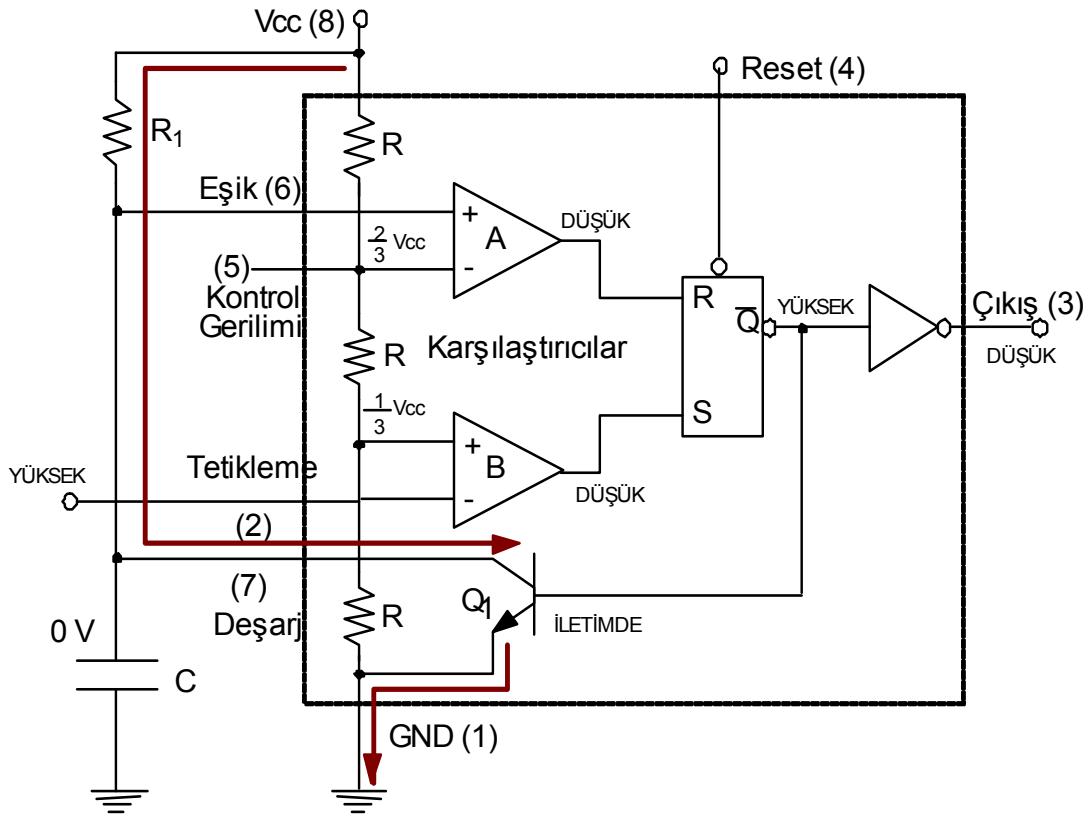 Vcc (8)
Reset (4)
R1
R
Eşik (6)
+
A
-
DÜŞÜK
2/3 Vcc
(5)
Kontrol
Gerilimi
R
Q̅
YÜKSEK
Çıkış (3)
DÜŞÜK
R
Karşılaştırıcılar
S
1/3 Vcc
+
B
-
DÜŞÜK
Tetikleme
YÜKSEK
(2)
(7)
Deşarj
R
Q1
İLETİMDE
0 V
C
GND (1)